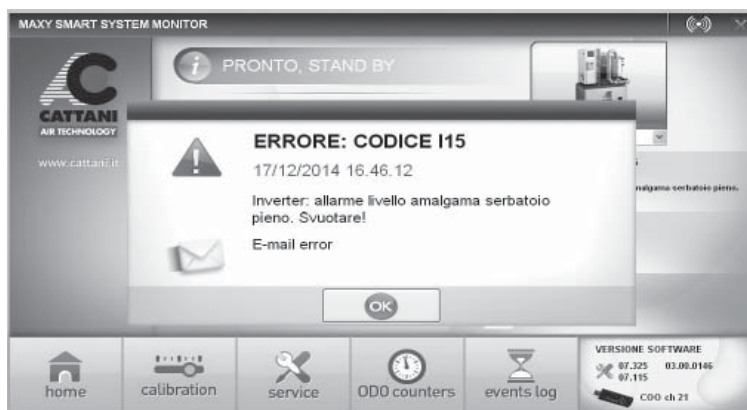 MAXY SMART SYSTEM MONITOR
CATTANI
AIR TECHNOLOGY
www.cattani.it
i PRONTO, STAND BY
ERRORE: CODICE I15
17/12/2014 16.46.12
Inverter: allarme livello amalgama serbatoio
pieno. Svuotare!
E-mail error
amalgama serbatoio pieno.
OK
home
calibration
service
ODO counters
events log
VERSIONE SOFTWARE
07.325 03.00.0146
07.115
COO ch 21